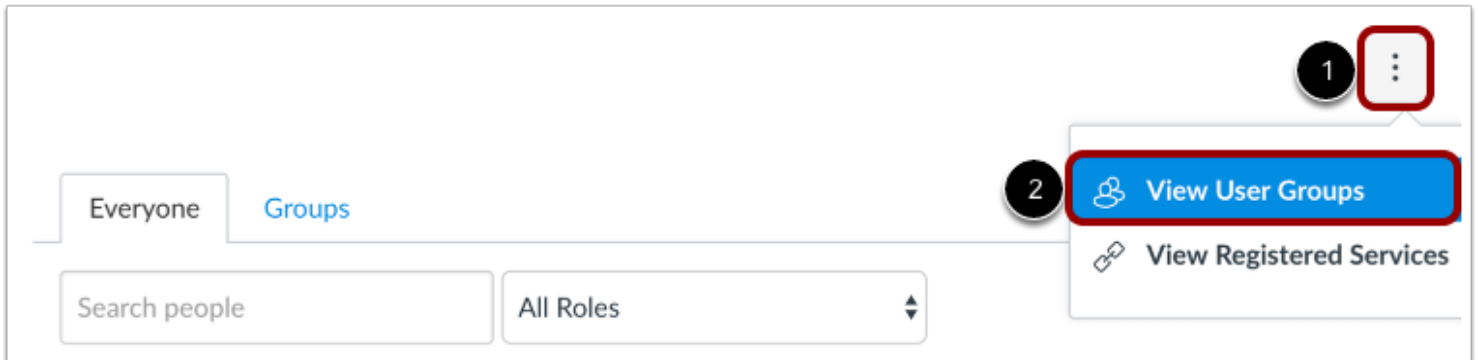 1
2
View User Groups
Everyone
Groups
View Registered Services
Search people
All Roles